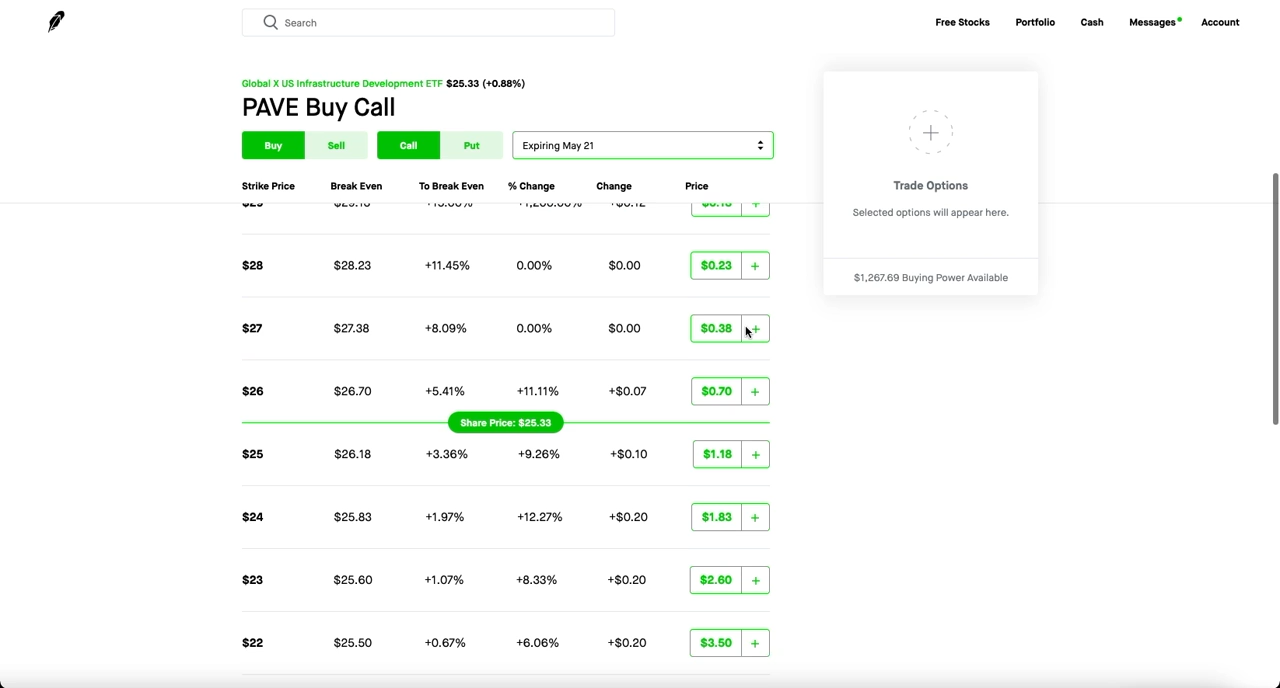 Search
Free Stocks Portfolio Cash Messages Account
Global X US Infrastructure Development ETF $25.33 (+0.88%)
PAVE Buy Call
Buy Sell Call Put Expiring May 21
Strike Price Break Even To Break Even % Change Change Price
$28 $28.23 +11.45% 0.00% $0.00 $0.23 +
$27 $27.38 +8.09% 0.00% $0.00 $0.38 +
$26 $26.70 +5.41% +11.11% +$0.07 $0.70 +
Share Price: $25.33
$25 $26.18 +3.36% +9.26% +$0.10 $1.18 +
$24 $25.83 +1.97% +12.27% +$0.20 $1.83 +
$23 $25.60 +1.07% +8.33% +$0.20 $2.60 +
$22 $25.50 +0.67% +6.06% +$0.20 $3.50 +
Trade Options
Selected options will appear here.
$1,267.69 Buying Power Available